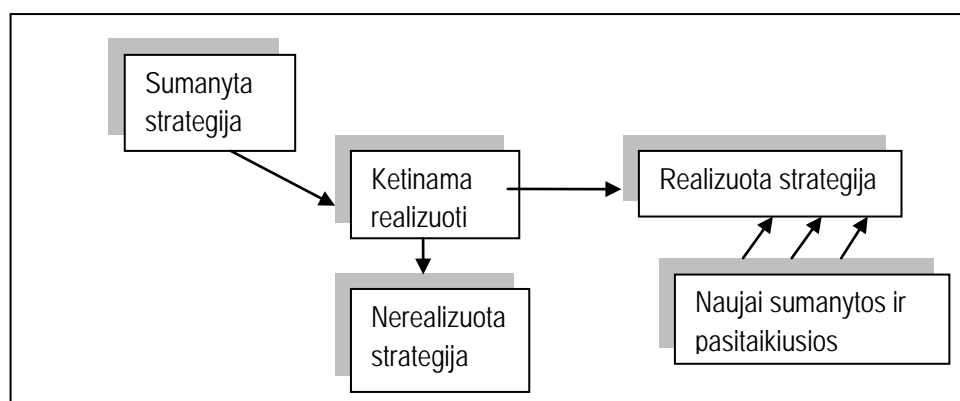 Sumanyta
strategija
Ketinama
realizuoti
Realizuota strategija
Nerealizuota
strategija
Naujai sumanytos ir
pasitaikiusios